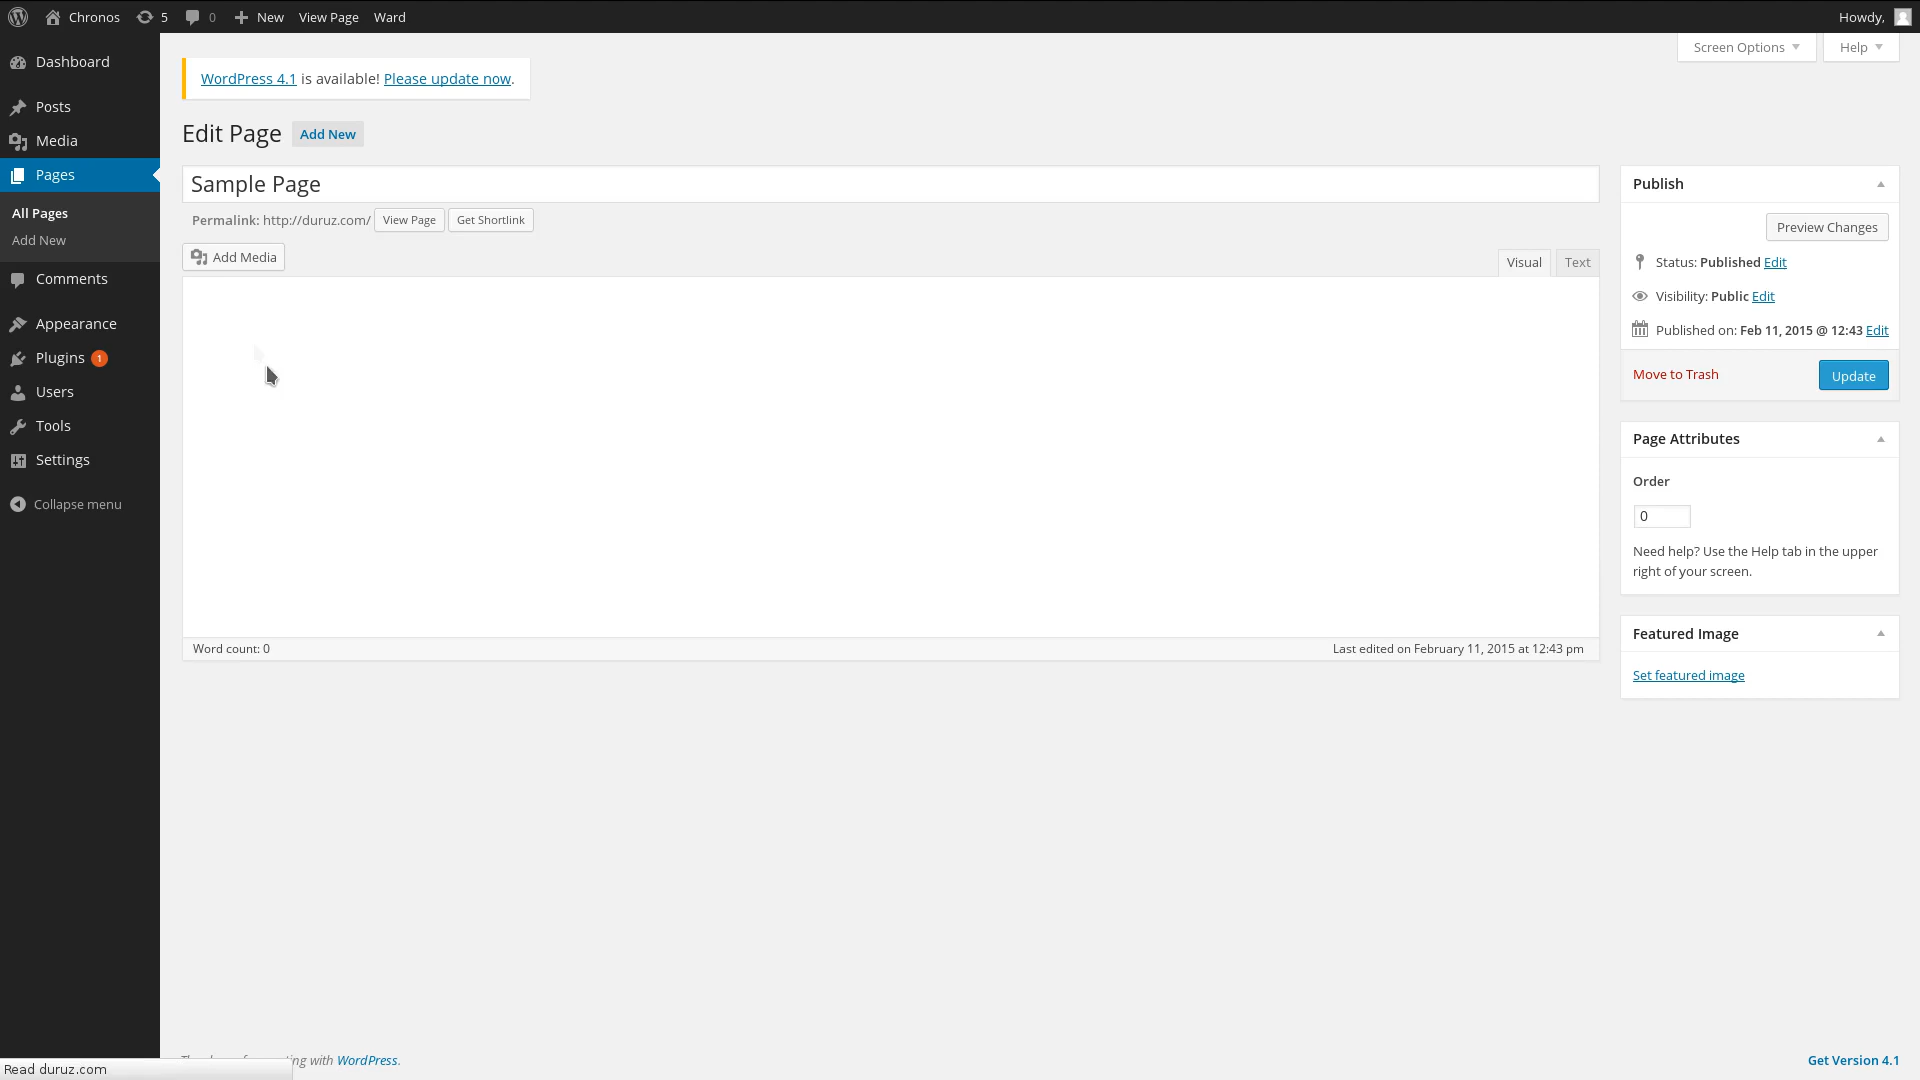 Chronos 5 0 New View Page Ward Howdy,
Screen Options Help
Dashboard
Posts
Media
Pages
All Pages
Add New
Comments
Appearance
Plugins 1
Users
Tools
Settings
Collapse menu
WordPress 4.1 is available! Please update now.
Edit Page Add New
Sample Page
Permalink: http://duruz.com/ View Page Get Shortlink
Add Media
Visual Text
Word count: 0
Last edited on February 11, 2015 at 12:43 pm
Publish
Preview Changes
Status: Published Edit
Visibility: Public Edit
Published on: Feb 11, 2015 @ 12:43 Edit
Move to Trash Update
Page Attributes
Order
0
Need help? Use the Help tab in the upper
right of your screen.
Featured Image
Set featured image
with WordPress.
Get Version 4.1
Read duruz.com